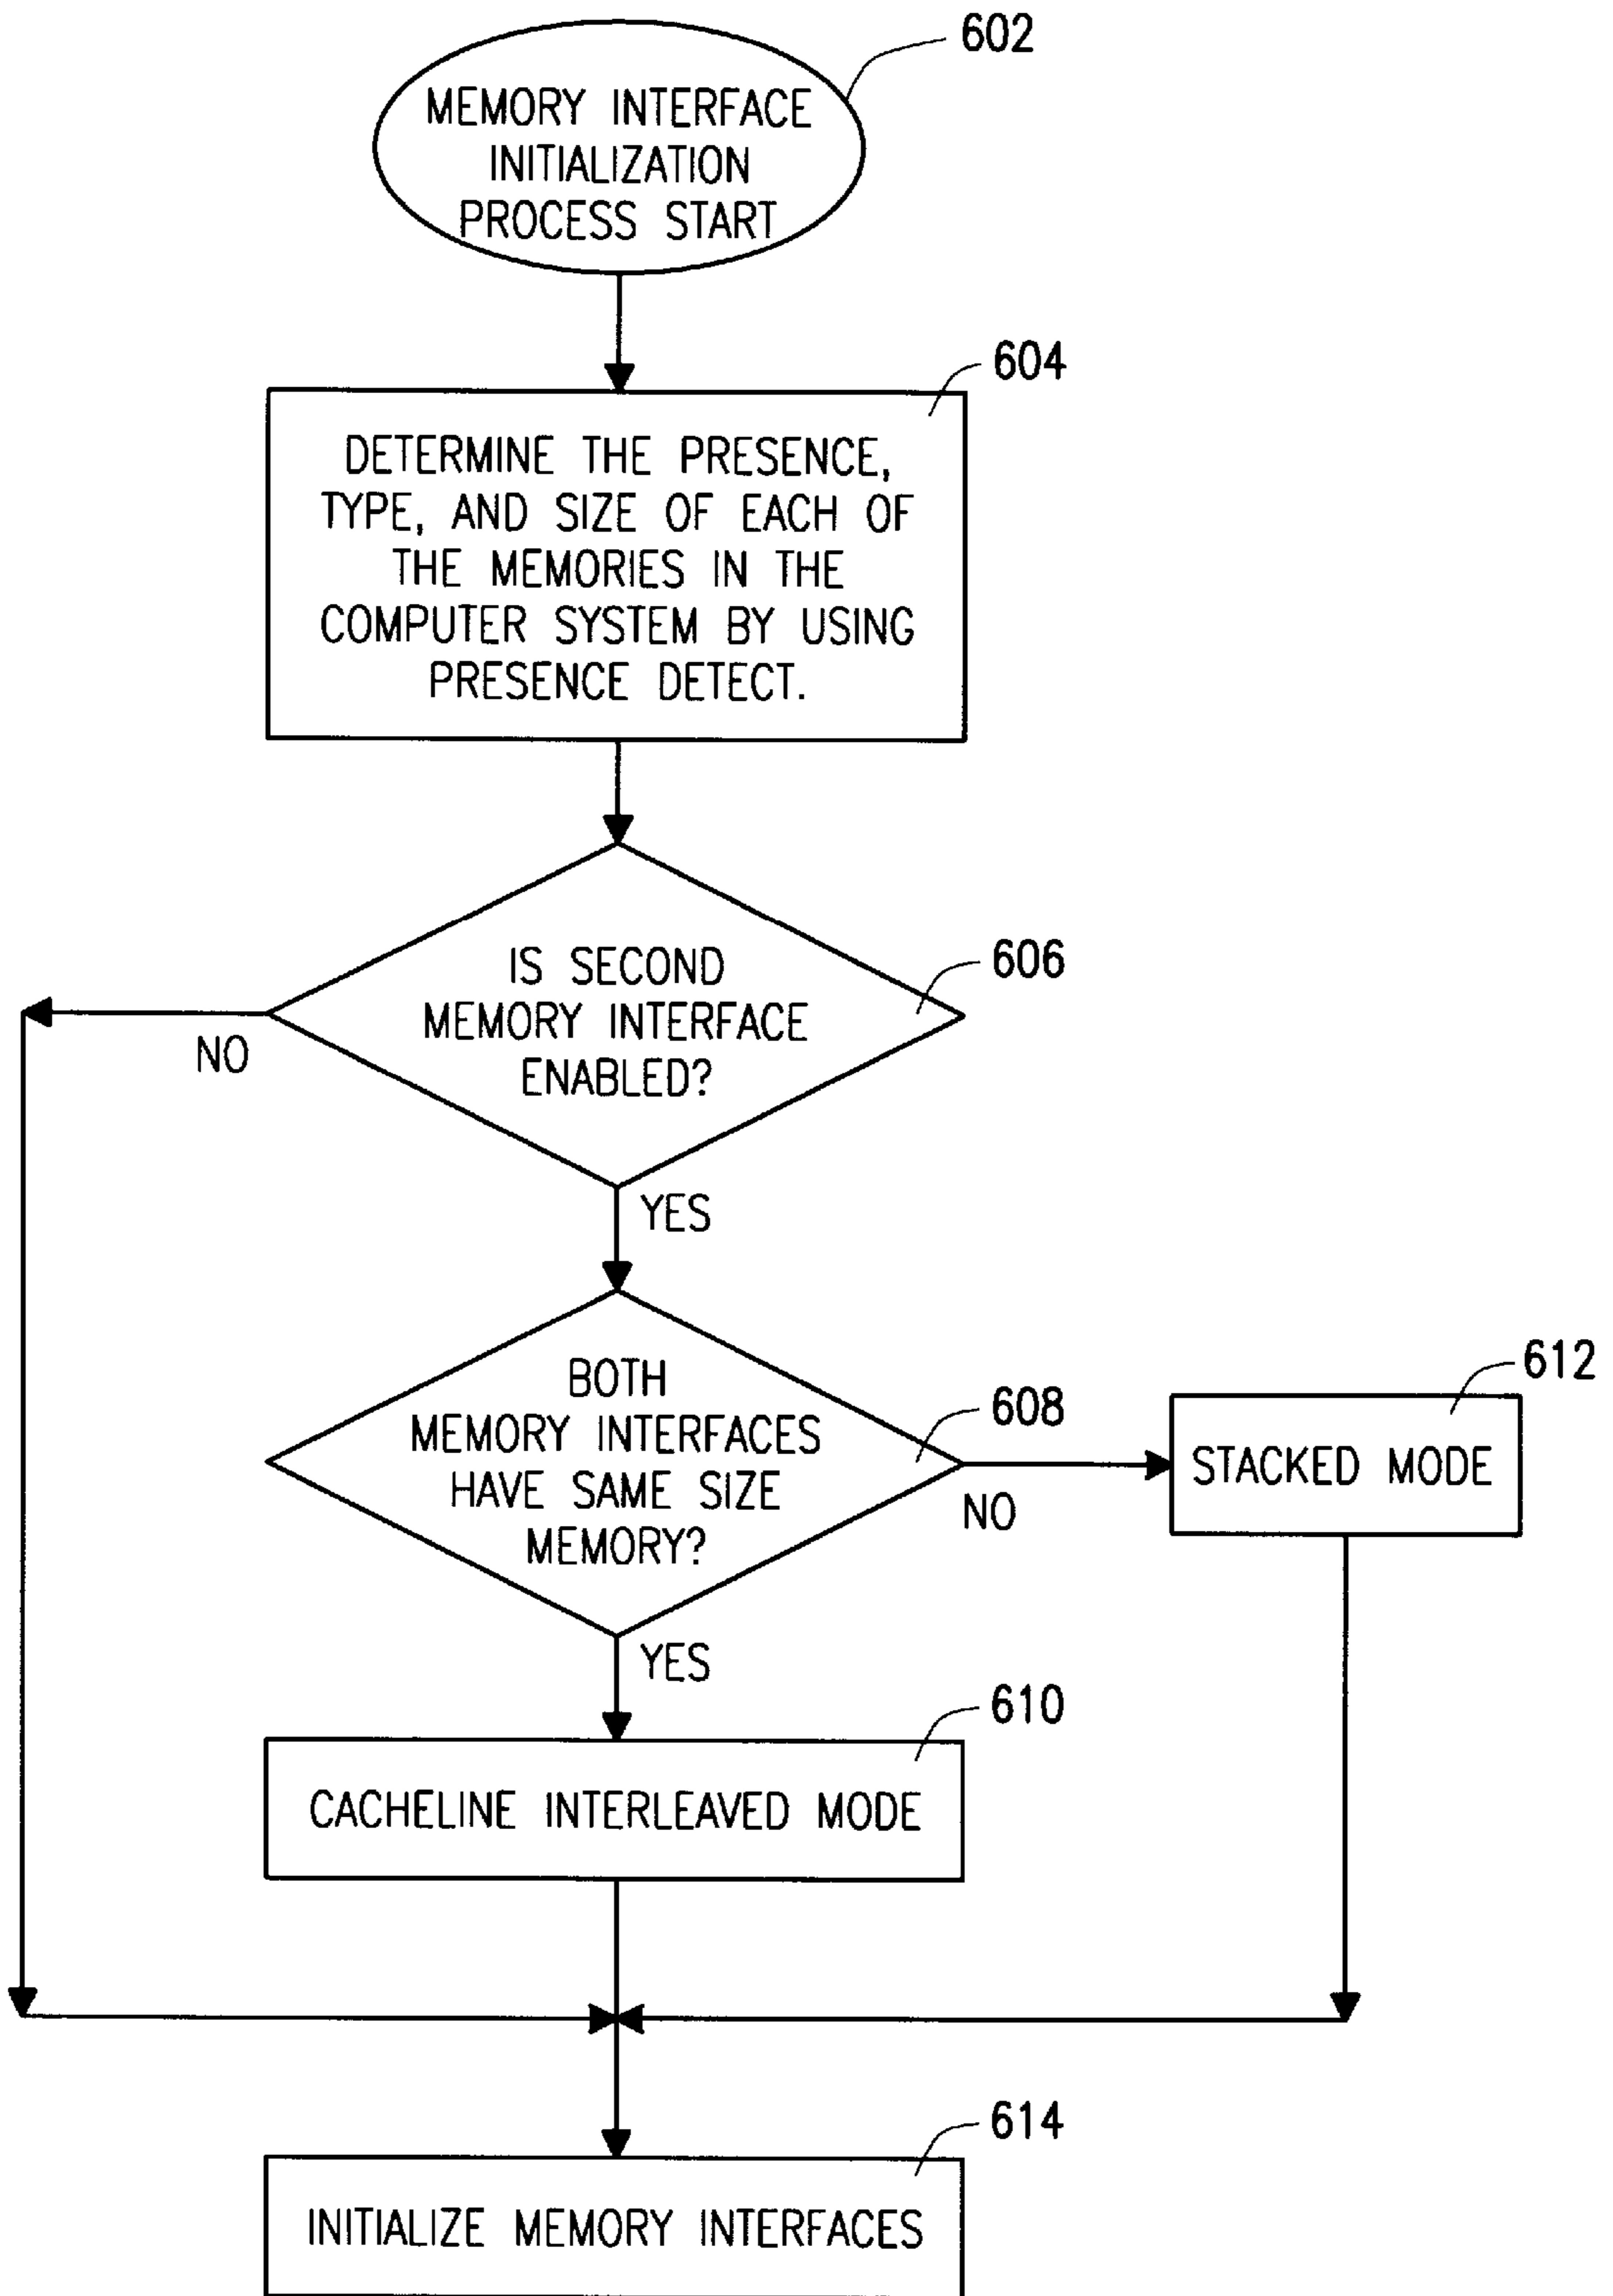 602
MEMORY INTERFACE
INITIALIZATION
PROCESS START
604
DETERMINE THE PRESENCE,
TYPE, AND SIZE OF EACH OF
THE MEMORIES IN THE
COMPUTER SYSTEM BY USING
PRESENCE DETECT.
606
IS SECOND
MEMORY INTERFACE
ENABLED?
NO
YES
608
BOTH
MEMORY INTERFACES
HAVE SAME SIZE
MEMORY?
NO
612
STACKED MODE
YES
610
CACHELINE INTERLEAVED MODE
614
INITIALIZE MEMORY INTERFACES